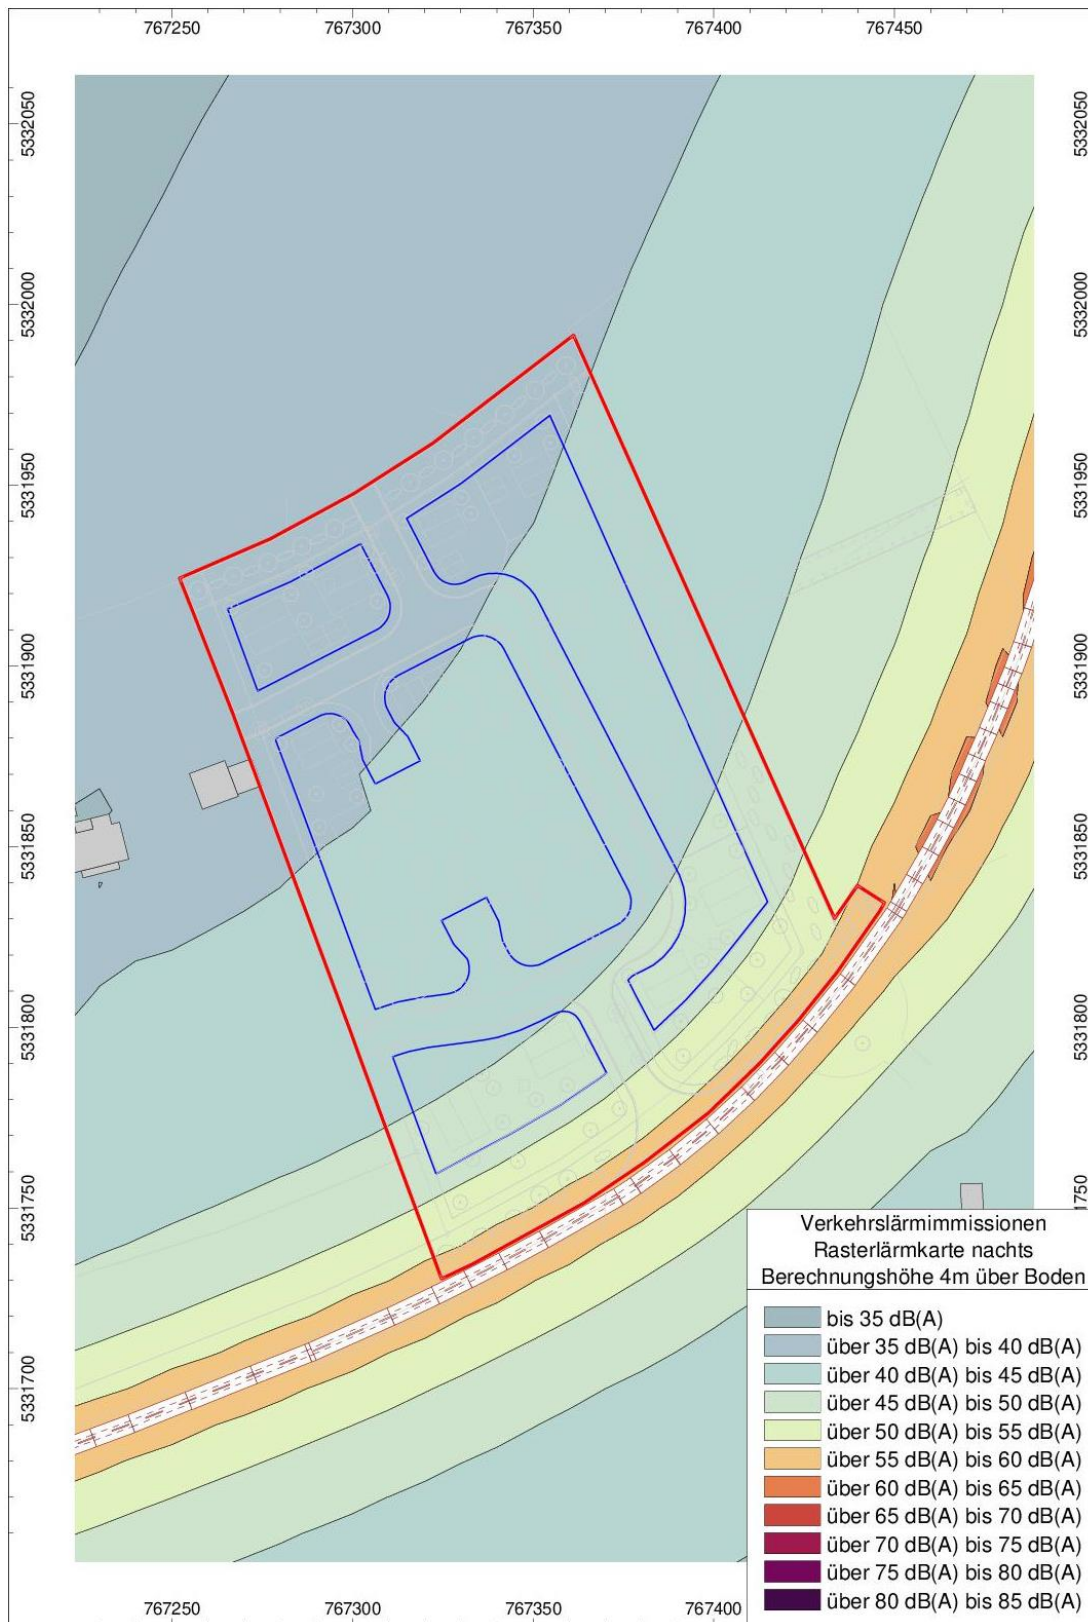 767250 767300 767350 767400 767450
5332050 5332050
5332000 5332000
5331950 5331950
5331900 5331900
5331850 5331850
5331800 5331800
5331750 750
5331700
Verkehrslärmimmissionen
Rasterlärmkarte nachts
Berechnungshöhe 4m über Boden
bis 35 dB(A)
über 35 dB(A) bis 40 dB(A)
über 40 dB(A) bis 45 dB(A)
über 45 dB(A) bis 50 dB(A)
über 50 dB(A) bis 55 dB(A)
über 55 dB(A) bis 60 dB(A)
über 60 dB(A) bis 65 dB(A)
über 65 dB(A) bis 70 dB(A)
über 70 dB(A) bis 75 dB(A)
über 75 dB(A) bis 80 dB(A)
über 80 dB(A) bis 85 dB(A)
767250 767300 767350 767400